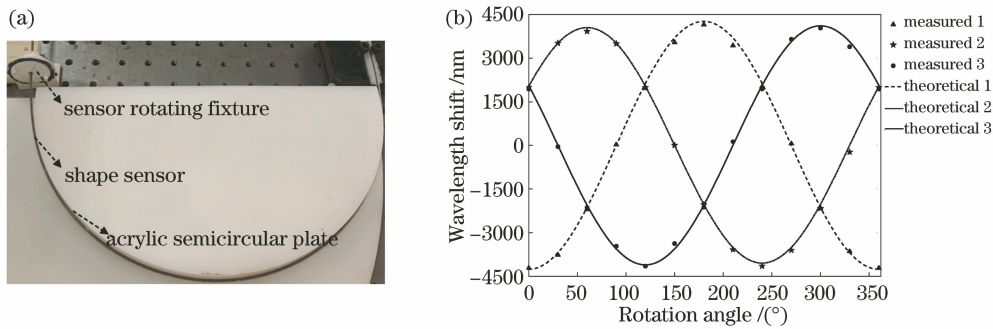 (a)
sensor rotating fixture
shape sensor
acrylic semicircular plate
(b)
Wavelength shift /nm
4500
3000
1500
0
−1500
−3000
−4500
0 50 100 150 200 250 300 350
Rotation angle /(°)
measured 1
measured 2
measured 3
theoretical 1
theoretical 2
theoretical 3